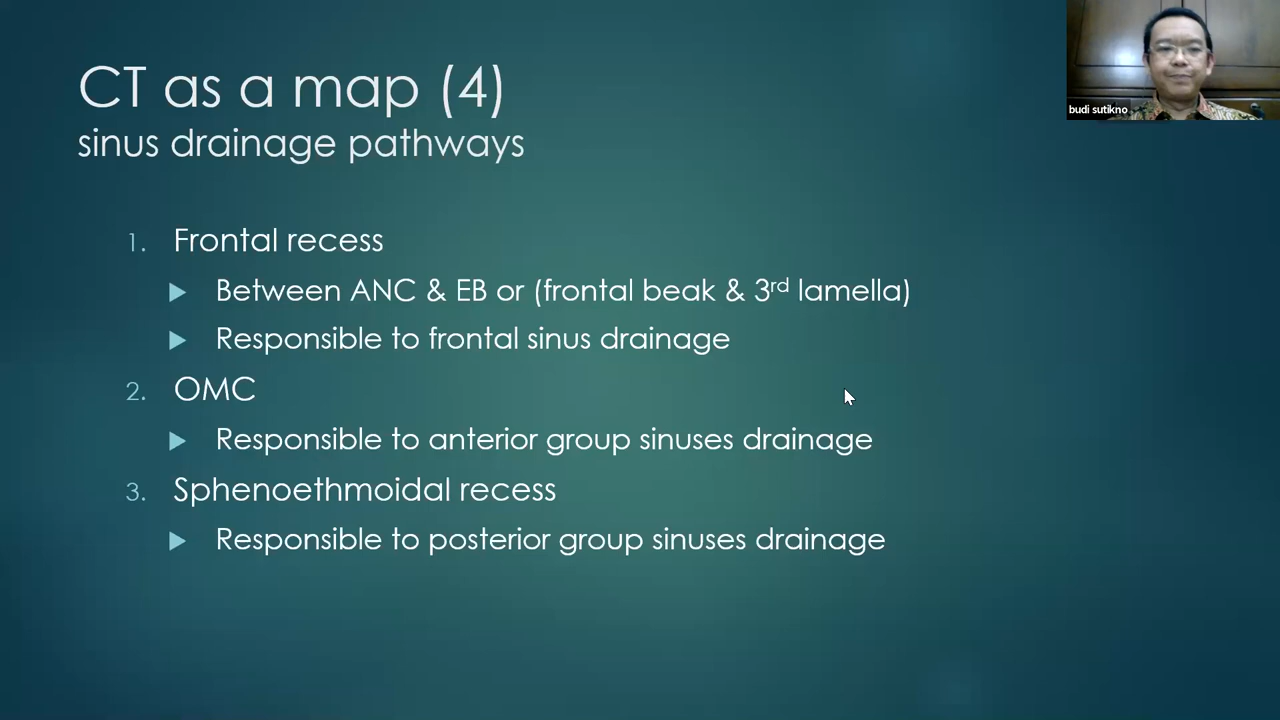 CT as a map (4)
sinus drainage pathways
budi sutikno
1. Frontal recess
Between ANC & EB or (frontal beak & 3rd lamella)
Responsible to frontal sinus drainage
2. OMC
Responsible to anterior group sinuses drainage
3. Sphenoethmoidal recess
Responsible to posterior group sinuses drainage